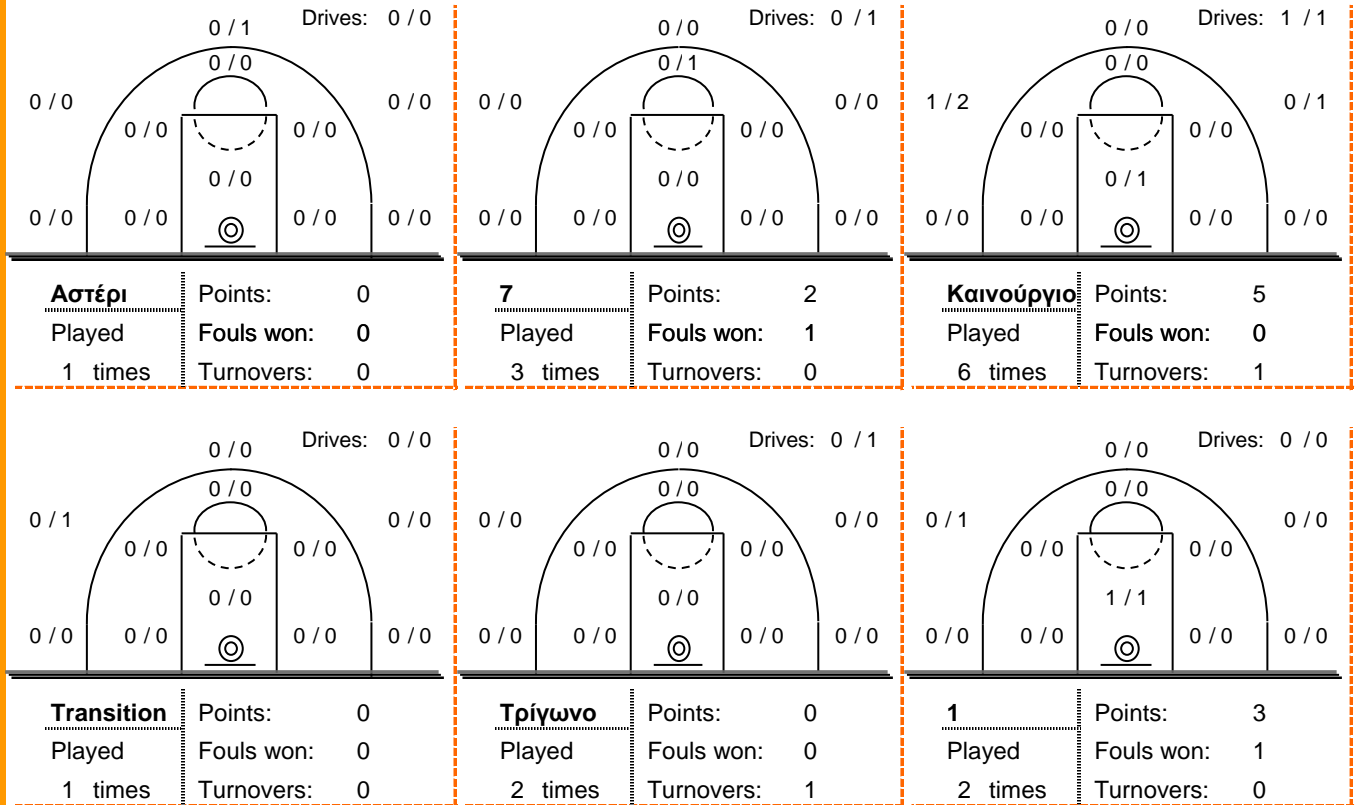 Drives: 0 / 0
0 / 1
0 / 0
0 / 0
0 / 0
0 / 0
0 / 0
0 / 0
0 / 0
0 / 0
0 / 0
0 / 0
Αστέρι
Played
1 times
Points: 0
Fouls won: 0
Turnovers: 0
Drives: 0 / 1
0 / 0
0 / 1
0 / 0
0 / 0
0 / 0
0 / 0
0 / 0
0 / 0
0 / 0
0 / 0
0 / 0
7
Played
3 times
Points: 2
Fouls won: 1
Turnovers: 0
Drives: 1 / 1
0 / 0
0 / 0
1 / 2
0 / 1
0 / 0
0 / 0
0 / 1
0 / 0
0 / 0
0 / 0
0 / 0
Καινούργιο
Played
6 times
Points: 5
Fouls won: 0
Turnovers: 1
Drives: 0 / 0
0 / 0
0 / 0
0 / 1
0 / 0
0 / 0
0 / 0
0 / 0
0 / 0
0 / 0
0 / 0
0 / 0
Transition
Played
1 times
Points: 0
Fouls won: 0
Turnovers: 0
Drives: 0 / 1
0 / 0
0 / 0
0 / 0
0 / 0
0 / 0
0 / 0
0 / 0
0 / 0
0 / 0
0 / 0
0 / 0
Τρίγωνο
Played
2 times
Points: 0
Fouls won: 0
Turnovers: 1
Drives: 0 / 0
0 / 0
0 / 0
0 / 1
0 / 0
0 / 0
0 / 0
1 / 1
0 / 0
0 / 0
0 / 0
0 / 0
1
Played
2 times
Points: 3
Fouls won: 1
Turnovers: 0